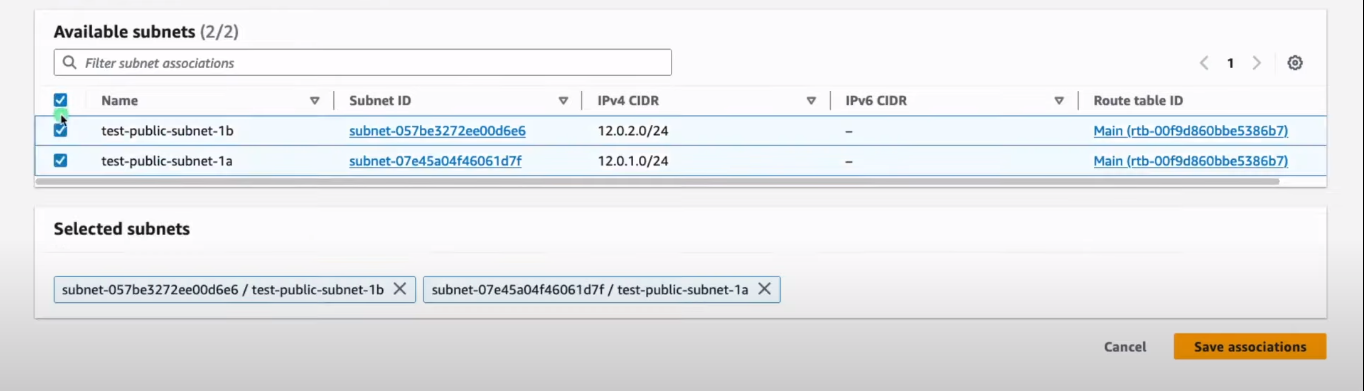 Available subnets (2/2)
Filter subnet associations
1
Name Subnet ID IPv4 CIDR IPv6 CIDR Route table ID
test-public-subnet-1b subnet-057be3272ee00d6e6 12.0.2.0/24 – Main (rtb-00f9d860bbe5386b7)
test-public-subnet-1a subnet-07e45a04f46061d7f 12.0.1.0/24 – Main (rtb-00f9d860bbe5386b7)
Selected subnets
subnet-057be3272ee00d6e6 / test-public-subnet-1b subnet-07e45a04f46061d7f / test-public-subnet-1a
Cancel Save associations